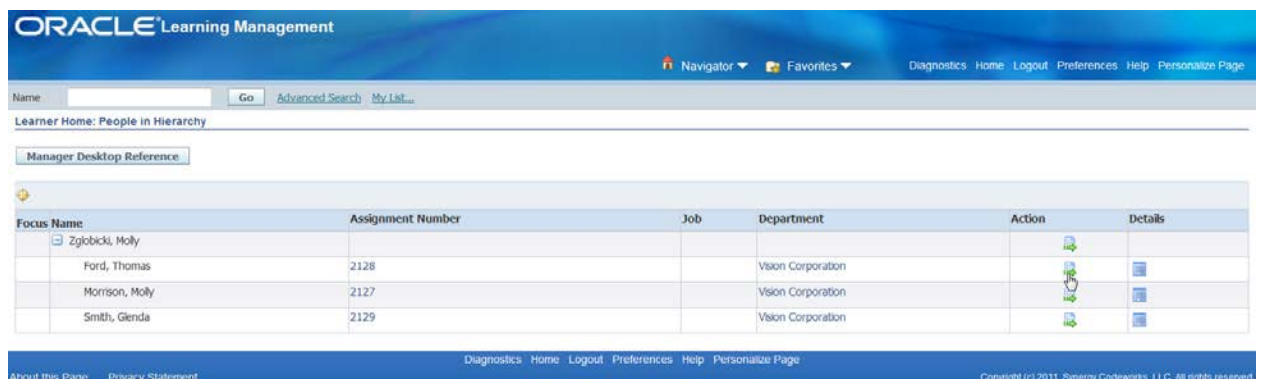 ORACLE Learning Management
Navigator Favorites Diagnostics Home Logout Preferences Help Personalize Page
Name Go Advanced Search My List...
Learner Home: People in Hierarchy
Manager Desktop Reference
Focus Name Assignment Number Job Department Action Details
Zglobicki, Molly
Ford, Thomas 2128 Vision Corporation
Morrison, Molly 2127 Vision Corporation
Smith, Glenda 2129 Vision Corporation
Diagnostics Home Logout Preferences Help Personalize Page
About this Page Privacy Statement Copyright (c) 2011, Synergy Codeworks, LLC. All rights reserved.